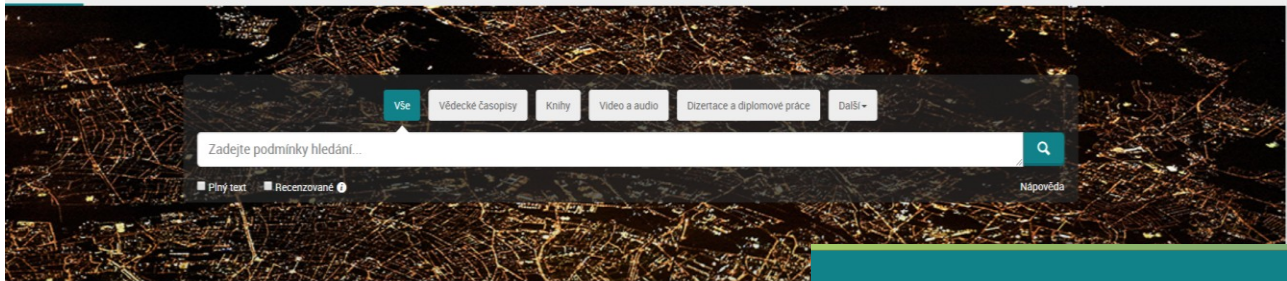 Vše Vědecké časopisy Knihy Video a audio Dizertace a diplomové práce Další
Zadejte podmínky hledání...
Plný text Recenzované Nápověda